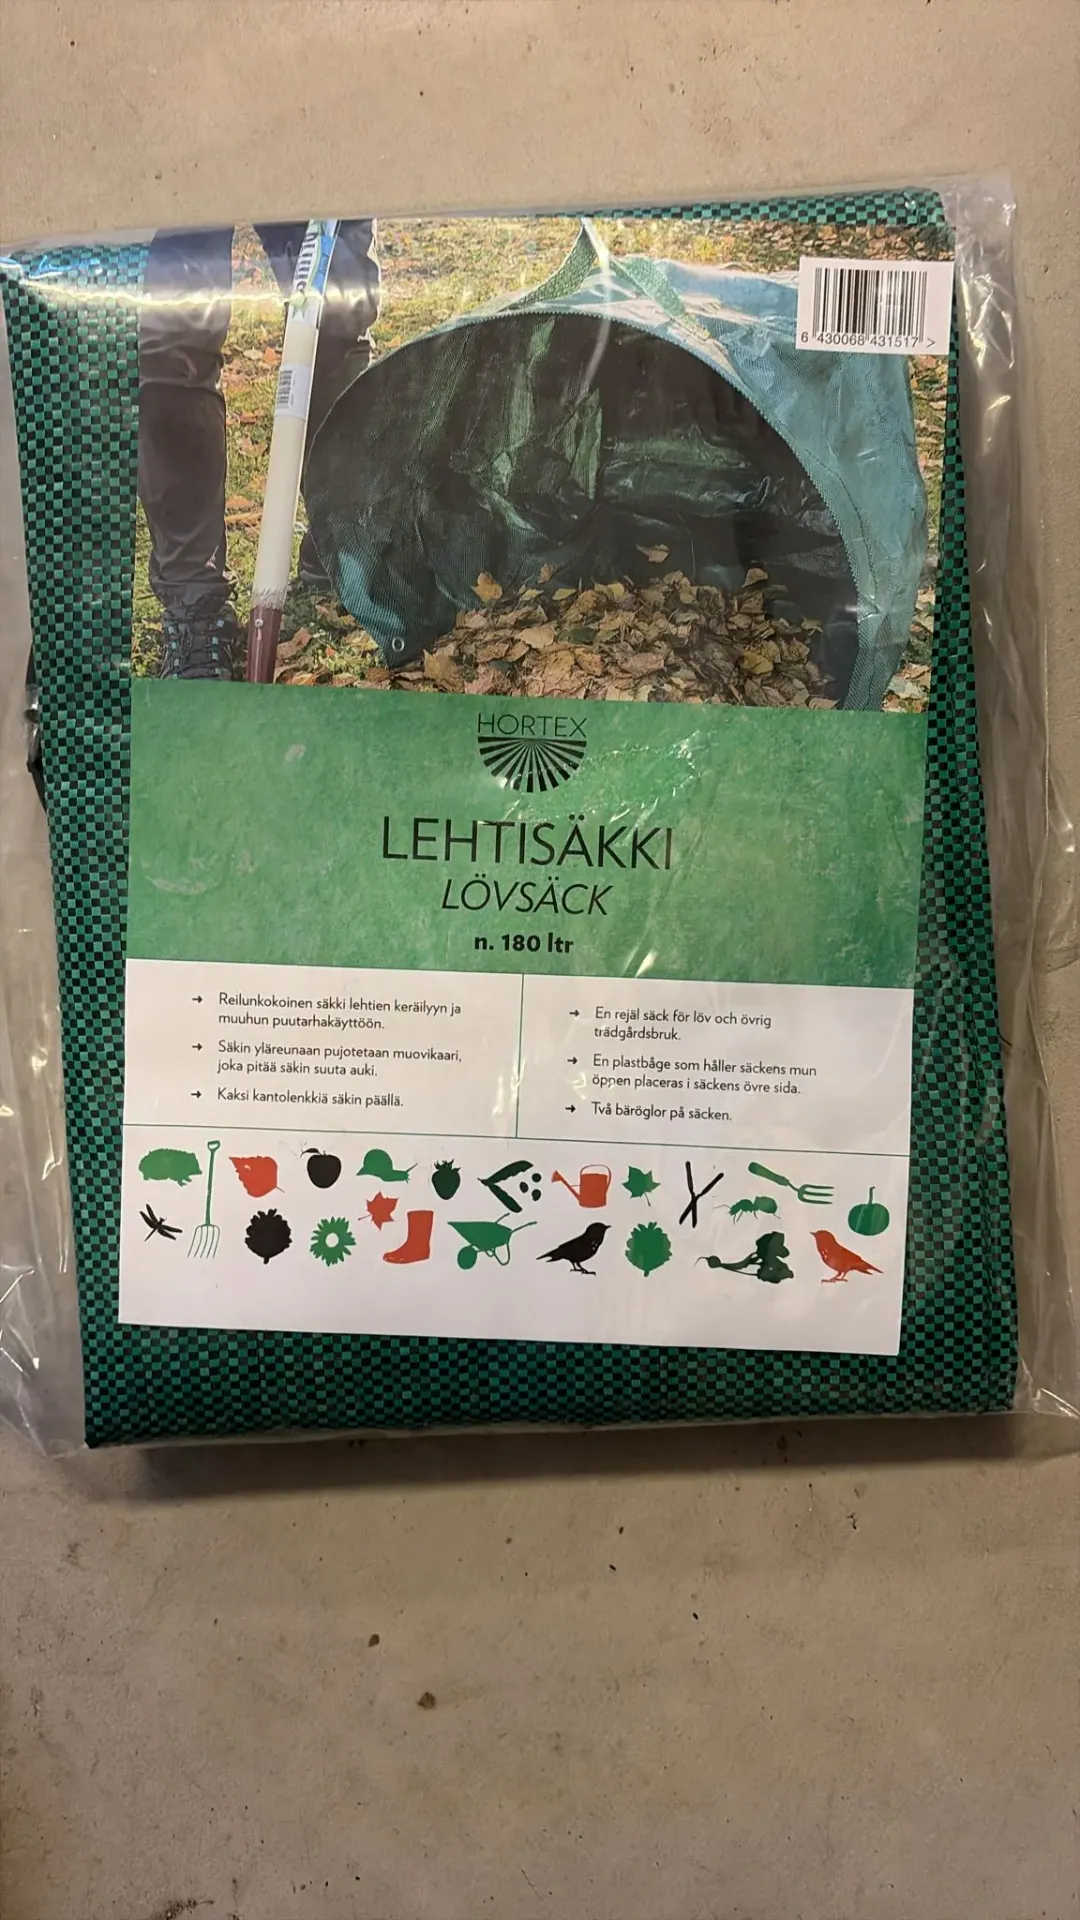 6 430068 431517 >
HORTEX
LEHTISÄKKI
LÖVSÄCK
n. 180 ltr
→ Reilunkokoinen säkki lehtien keräilyyn ja
muuhun puutarhakäyttöön.
→ Säkin yläreunaan pujotetaan muovikaari,
joka pitää säkin suuta auki.
→ Kaksi kantolenkkiä säkin päällä.
→ En rejäl säck för löv och övrig
trädgårdsbruk.
→ En plastbåge som håller säckens mun
öppen placeras i säckens övre sida.
→ Två bäröglor på säcken.